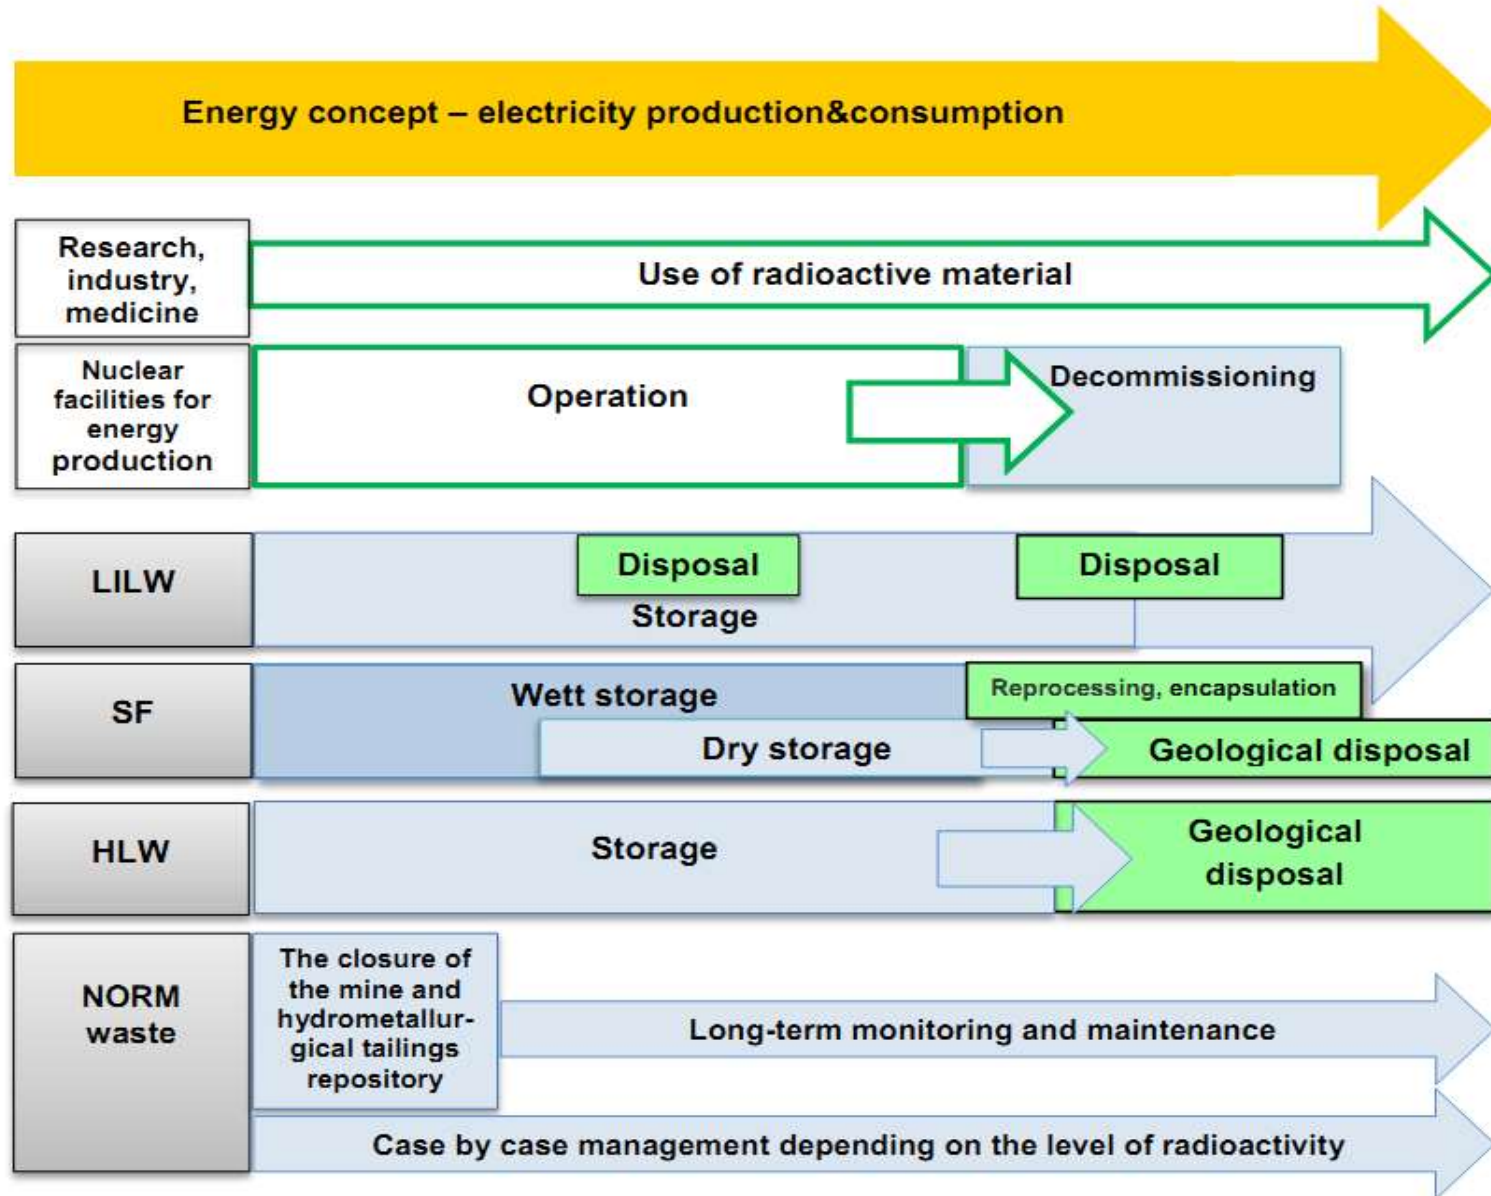 Energy concept – electricity production&consumption
Research,
industry,
medicine
Use of radioactive material
Nuclear
facilities for
energy
production
Operation
Decommissioning
LILW
Disposal
Disposal
Storage
SF
Wett storage
Reprocessing, encapsulation
Dry storage
Geological disposal
HLW
Storage
Geological
disposal
NORM
waste
The closure of
the mine and
hydrometallur-
gical tailings
repository
Long-term monitoring and maintenance
Case by case management depending on the level of radioactivity